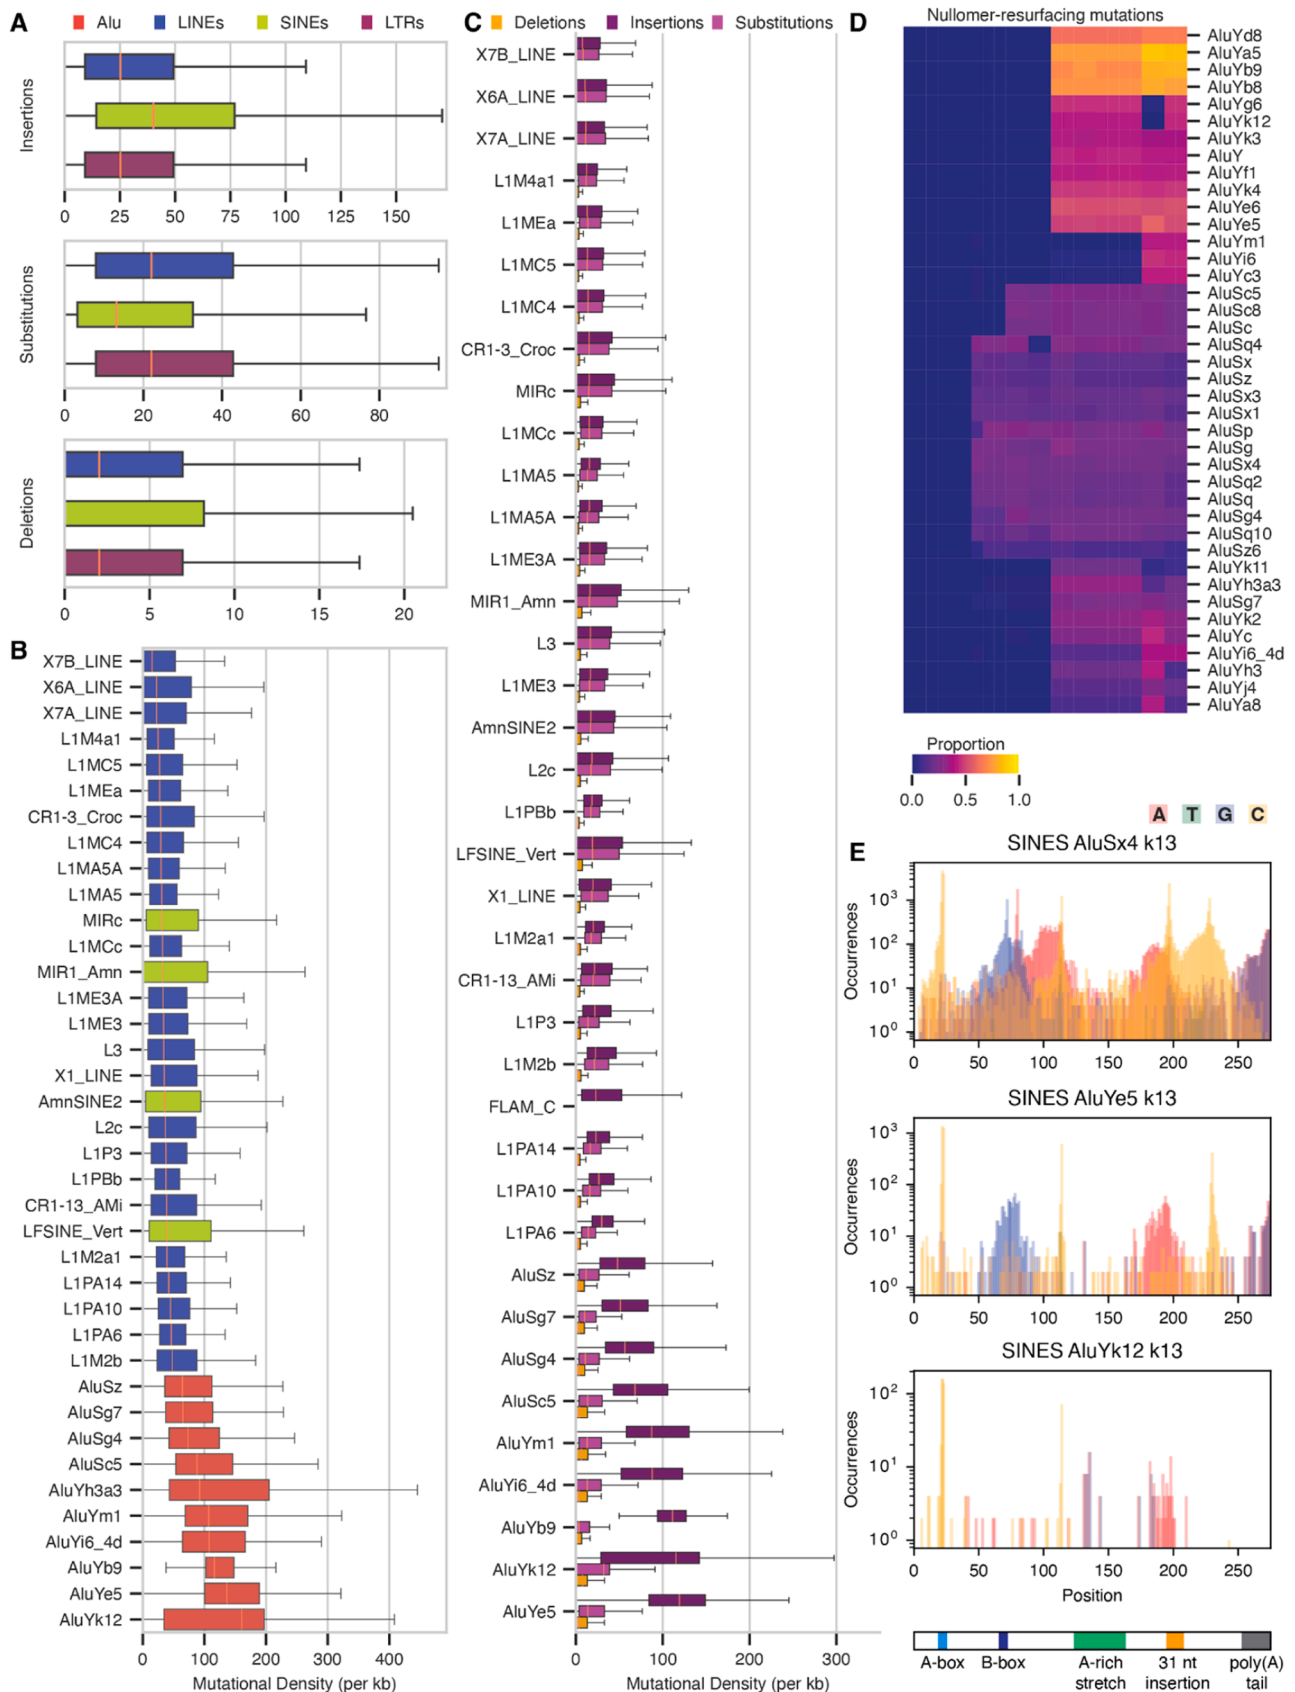 A
Alu
LINEs
SINEs
LTRs
Insertions
0 25 50 75 100 125 150
Substitutions
0 20 40 60 80
Deletions
0 5 10 15 20
B
X7B_LINE
X6A_LINE
X7A_LINE
L1M4a1
L1MC5
L1MEa
CR1-3_Croc
L1MC4
L1MA5A
L1MA5
MIRc
L1MCc
MIR1_Amn
L1ME3A
L1ME3
L3
X1_LINE
AmnSINE2
L2c
L1P3
L1PBb
CR1-13_AMi
LFSINE_Vert
L1M2a1
L1PA14
L1PA10
L1PA6
L1M2b
AluSz
AluSg7
AluSg4
AluSc5
AluYh3a3
AluYm1
AluYi6_4d
AluYb9
AluYe5
AluYk12
0 100 200 300 400
Mutational Density (per kb)
C
Deletions
Insertions
Substitutions
X7B_LINE
X6A_LINE
X7A_LINE
L1M4a1
L1MEa
L1MC5
L1MC4
CR1-3_Croc
MIRc
L1MCc
L1MA5
L1MA5A
L1ME3A
MIR1_Amn
L3
L1ME3
AmnSINE2
L2c
L1PBb
LFSINE_Vert
X1_LINE
L1M2a1
CR1-13_AMi
L1P3
L1M2b
FLAM_C
L1PA14
L1PA10
L1PA6
AluSz
AluSg7
AluSg4
AluSc5
AluYm1
AluYi6_4d
AluYb9
AluYk12
AluYe5
0 100 200 300
Mutational Density (per kb)
D
Nullomer-resurfacing mutations
AluYd8
AluYa5
AluYb9
AluYb8
AluYg6
AluYk12
AluYk3
AluY
AluYf1
AluYk4
AluYe6
AluYe5
AluYm1
AluYi6
AluYc3
AluSc5
AluSc8
AluSc
AluSq4
AluSx
AluSz
AluSx3
AluSx1
AluSp
AluSg
AluSx4
AluSq2
AluSq
AluSg4
AluSq10
AluSz6
AluYk11
AluYh3a3
AluSg7
AluYk2
AluYc
AluYi6_4d
AluYh3
AluYj4
AluYa8
Proportion
0.0 0.5 1.0
A T G C
E
SINES AluSx4 k13
Occurrences
10³
10²
10¹
10⁰
0 50 100 150 200 250
SINES AluYe5 k13
Occurrences
10³
10²
10¹
10⁰
0 50 100 150 200 250
SINES AluYk12 k13
Occurrences
10²
10¹
10⁰
0 50 100 150 200 250
Position
A-box
B-box
A-rich
stretch
31 nt
insertion
poly(A)
tail